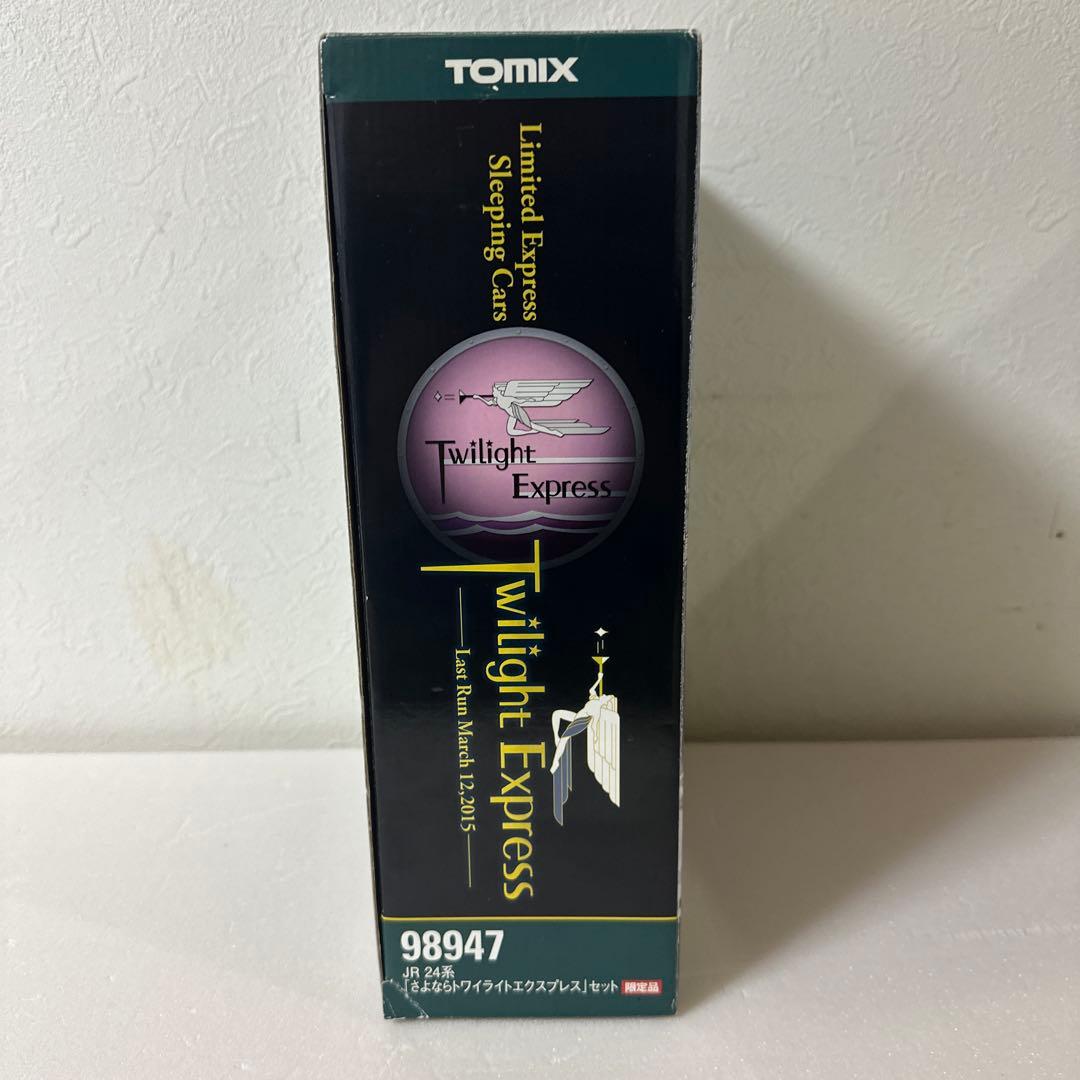 TOMIX
Limited Express
Sleeping Cars
Twilight
Express
Twilight Express
Last Run March 12,2015
98947
JR 24系
「さよならトワイライトエクスプレス」セット 限定品